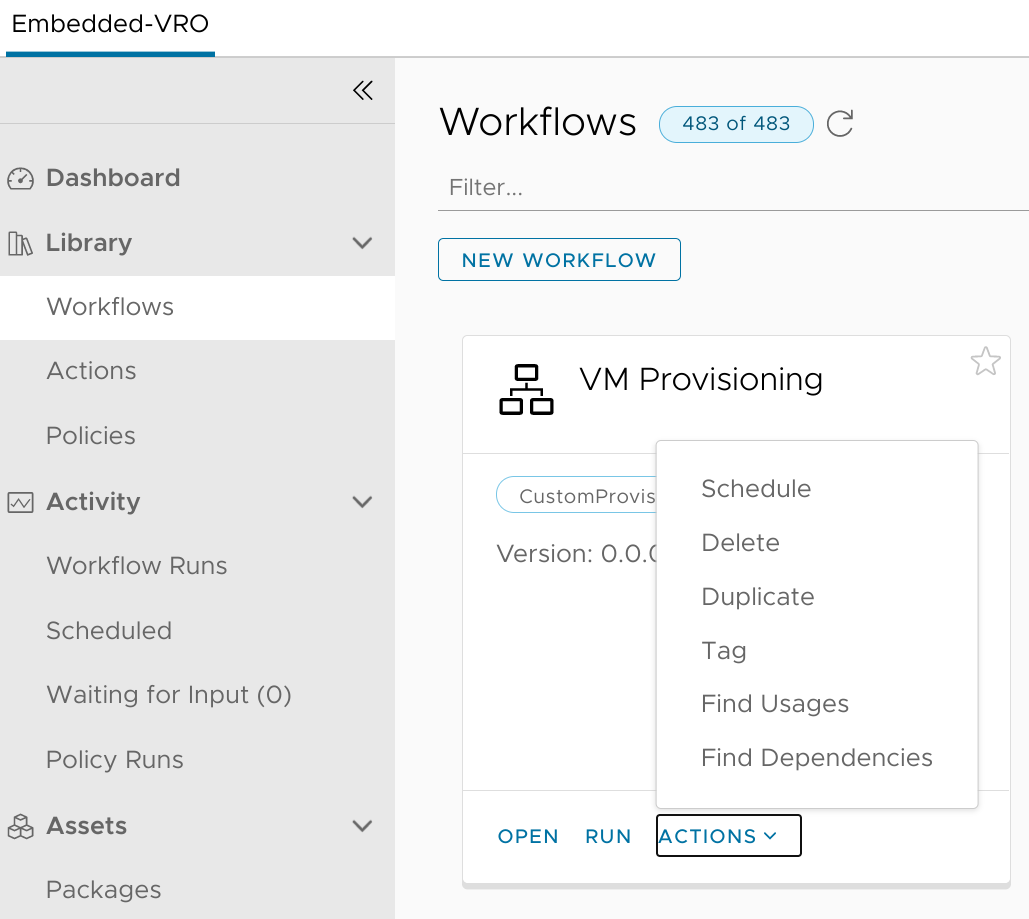 Embedded-VRO
Dashboard
Library
Workflows
Actions
Policies
Activity
Workflow Runs
Scheduled
Waiting for Input (0)
Policy Runs
Assets
Packages
Workflows 483 of 483
Filter...
NEW WORKFLOW
VM Provisioning
CustomProvis
Version: 0.0.0
Schedule
Delete
Duplicate
Tag
Find Usages
Find Dependencies
OPEN RUN ACTIONS